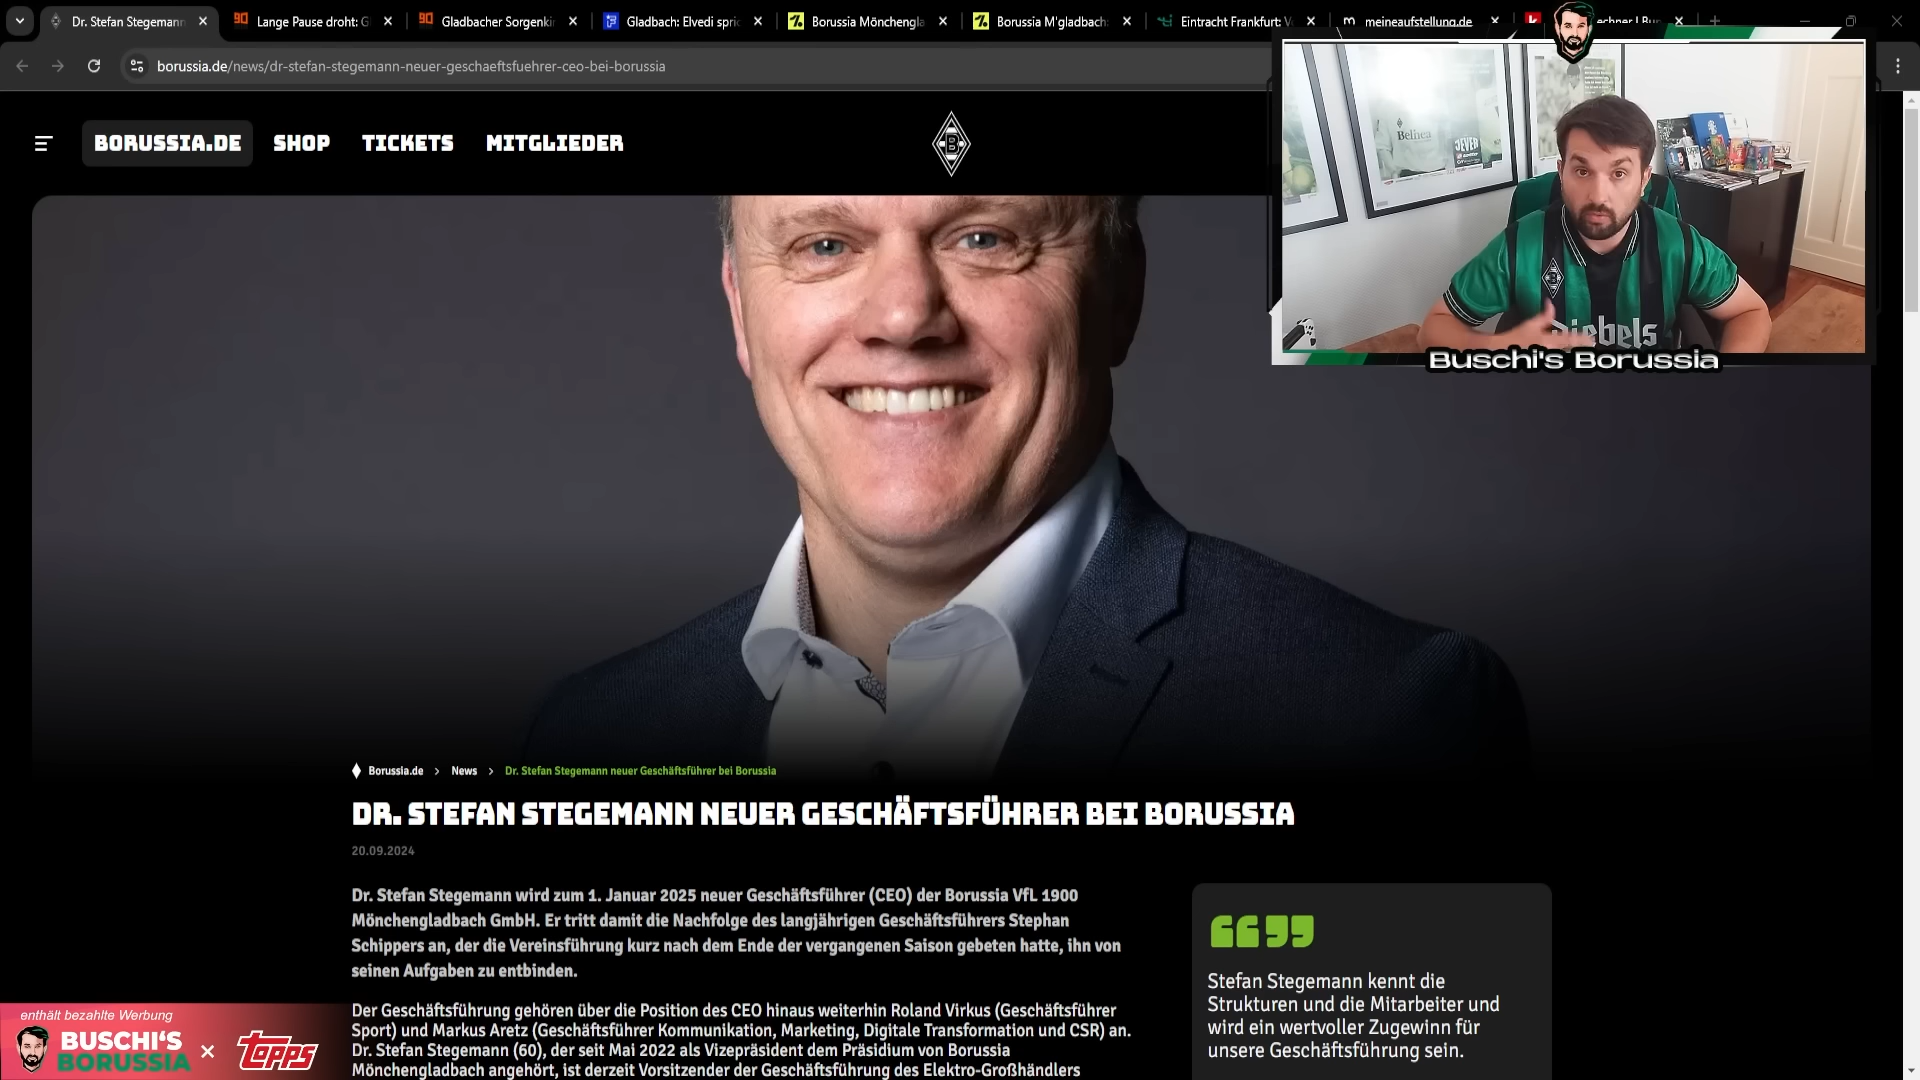 Dr. Stefan Stegemann
Lange Pause droht: G
Gladbacher Sorgenki
Gladbach: Elvedi spric
Borussia Mönchengla
Borussia M'gladbach:
Eintracht Frankfurt: V
meineaufstellung.de
echner | Bu
borussia.de/news/dr-stefan-stegemann-neuer-geschaeftsfuehrer-ceo-bei-borussia
BORUSSIA.DE SHOP TICKETS MITGLIEDER
B
Belinea
JEVER
Diebels
Buschi's Borussia
Borussia.de > News > Dr. Stefan Stegemann neuer Geschäftsführer bei Borussia
DR. STEFAN STEGEMANN NEUER GESCHÄFTSFÜHRER BEI BORUSSIA
20.09.2024
Dr. Stefan Stegemann wird zum 1. Januar 2025 neuer Geschäftsführer (CEO) der Borussia VfL 1900
Mönchengladbach GmbH. Er tritt damit die Nachfolge des langjährigen Geschäftsführers Stephan
Schippers an, der die Vereinsführung kurz nach dem Ende der vergangenen Saison gebeten hatte, ihn von
seinen Aufgaben zu entbinden.
Der Geschäftsführung gehören über die Position des CEO hinaus weiterhin Roland Virkus (Geschäftsführer
Sport) und Markus Aretz (Geschäftsführer Kommunikation, Marketing, Digitale Transformation und CSR) an.
Dr. Stefan Stegemann (60), der seit Mai 2022 als Vizepräsident dem Präsidium von Borussia
Mönchengladbach angehört, ist derzeit Vorsitzender der Geschäftsführung des Elektro-Großhändlers
Stefan Stegemann kennt die
Strukturen und die Mitarbeiter und
wird ein wertvoller Zugewinn für
unsere Geschäftsführung sein.
enthält bezahlte Werbung
BUSCHI'S
BORUSSIA
×
topps